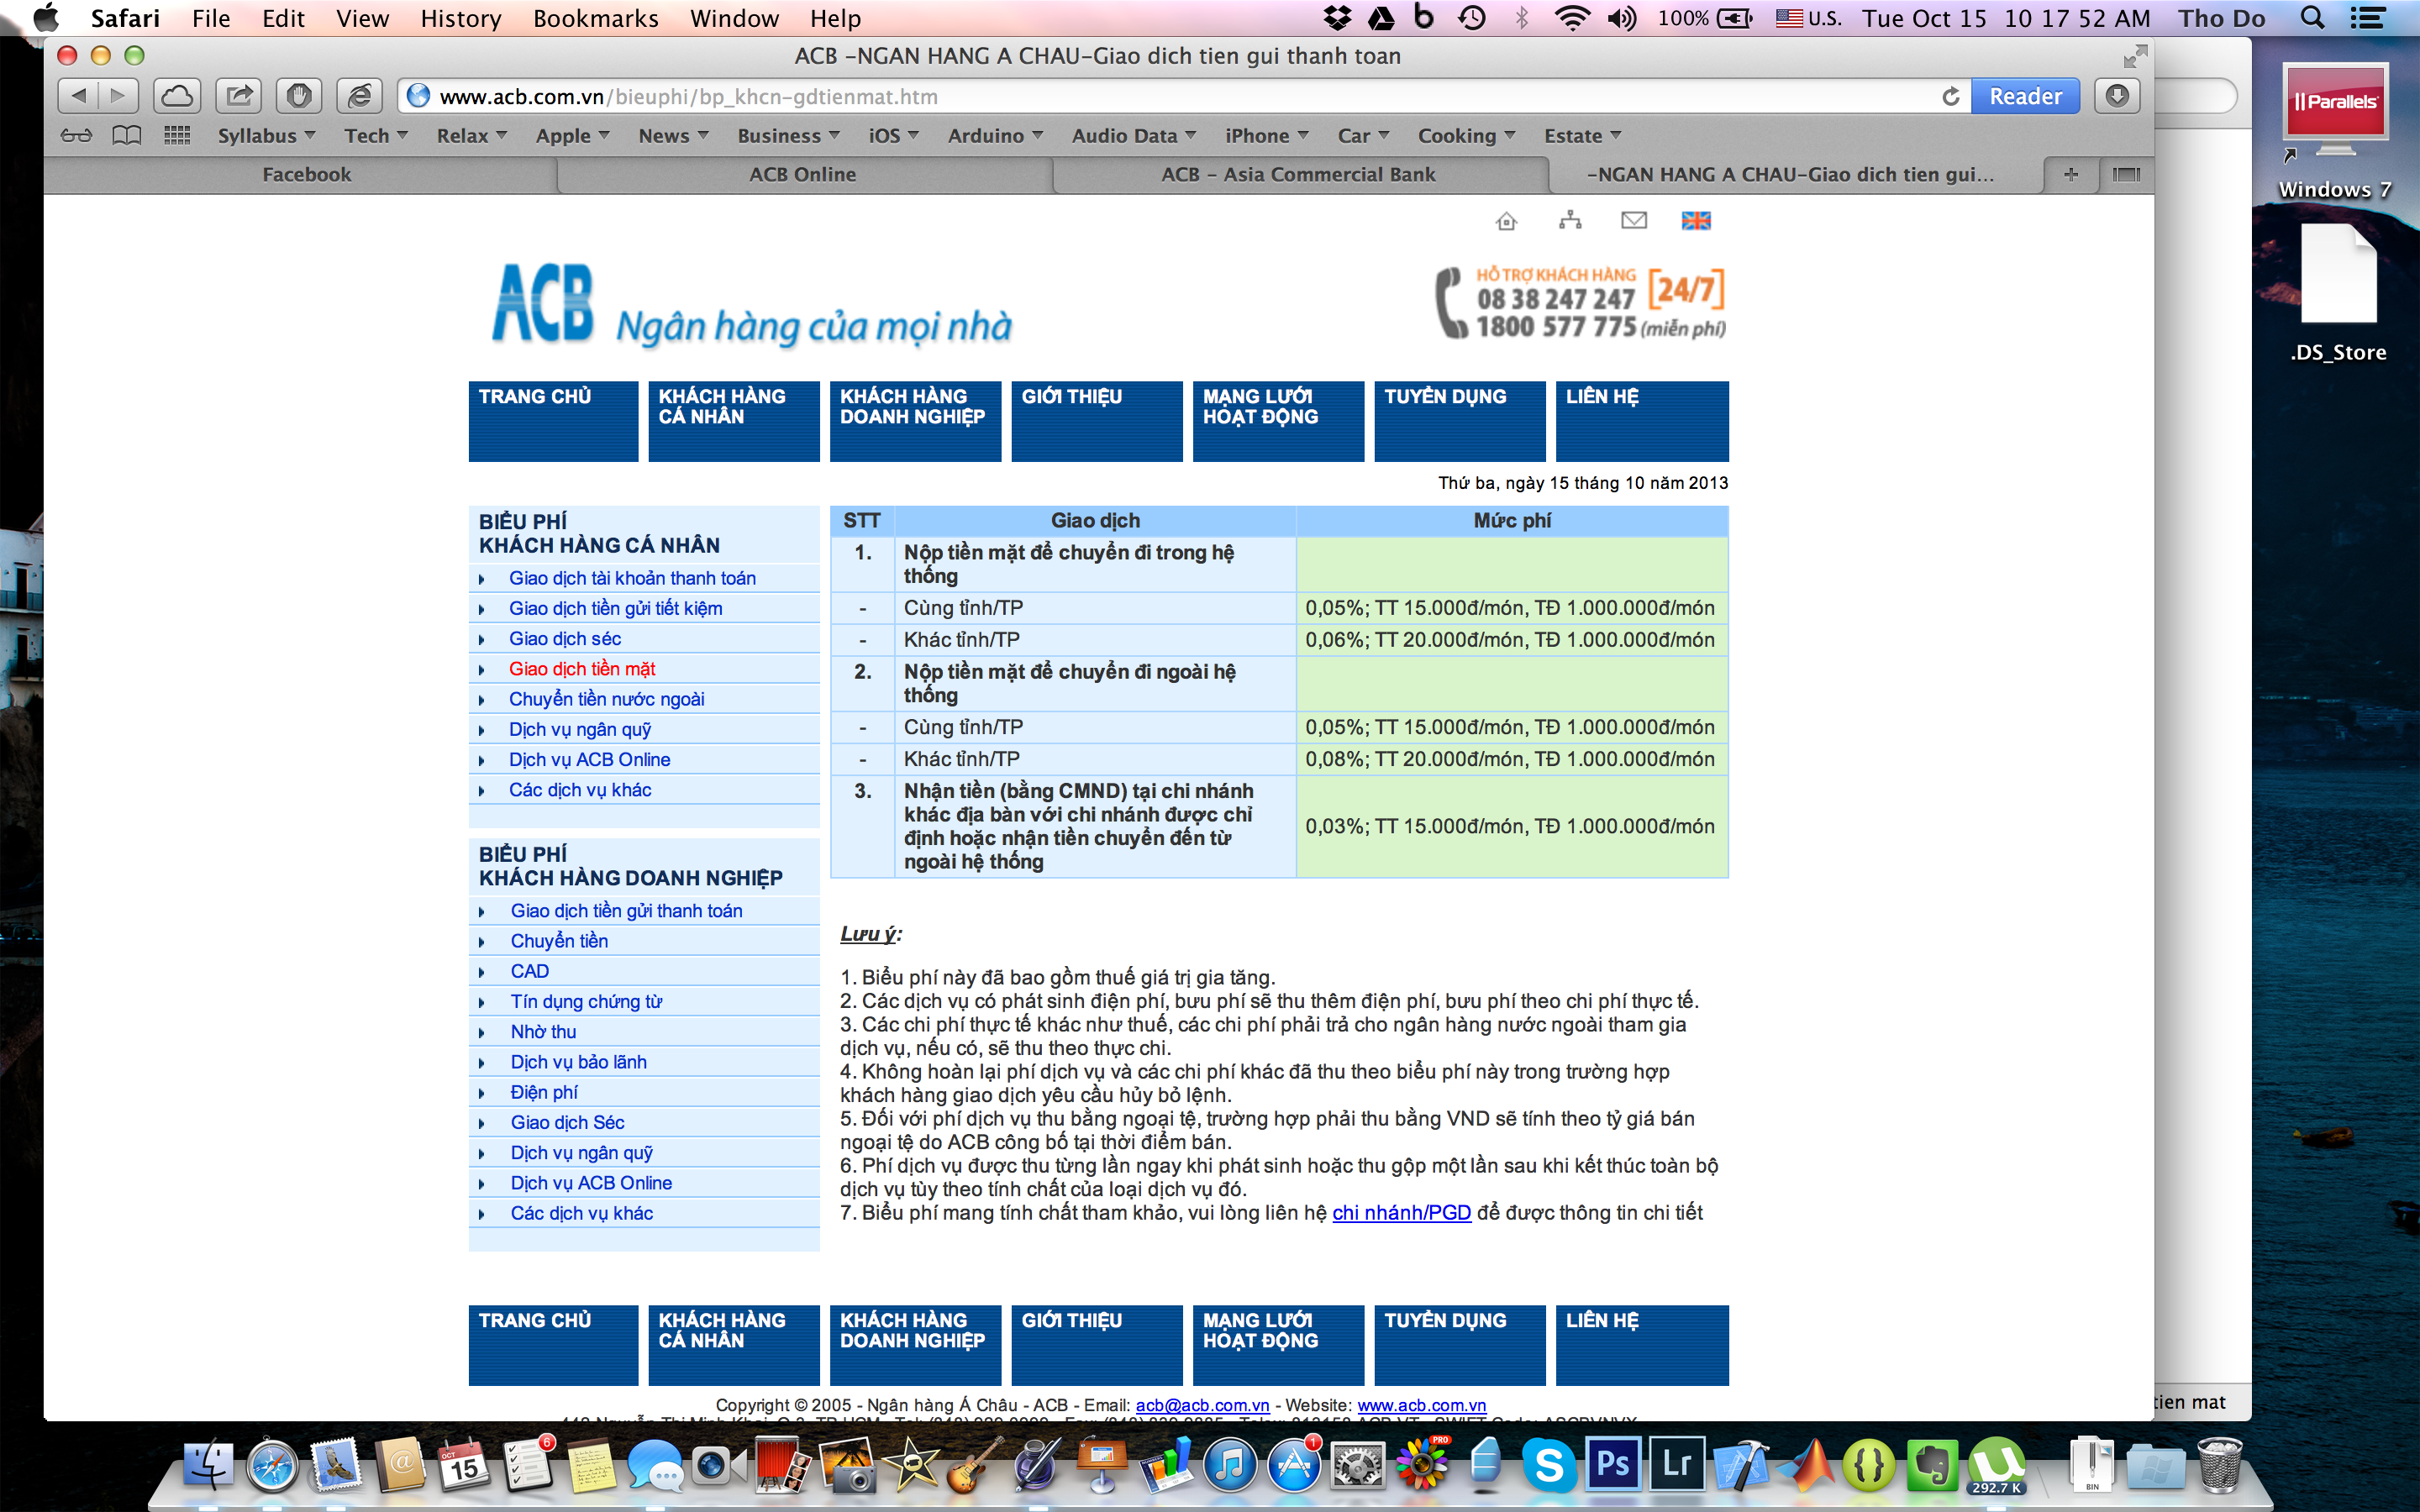 Safari File Edit View History Bookmarks Window Help 100% U.S. Tue Oct 15 10 17 52 AM Tho Do
ACB -NGAN HANG A CHAU-Giao dich tien gui thanh toan
www.acb.com.vn/bieuphi/bp_khcn-gdtienmat.htm Reader
Syllabus Tech Relax Apple News Business iOS Arduino Audio Data iPhone Car Cooking Estate
Facebook ACB Online ACB - Asia Commercial Bank -NGAN HANG A CHAU-Giao dich tien gui...
|| Parallels
Windows 7
.DS_Store
ACB Ngân hàng của mọi nhà
HỖ TRỢ KHÁCH HÀNG [24/7]
08 38 247 247
1800 577 775 (miễn phí)
TRANG CHỦ
KHÁCH HÀNG
CÁ NHÂN
KHÁCH HÀNG
DOANH NGHIỆP
GIỚI THIỆU
MẠNG LƯỚI
HOẠT ĐỘNG
TUYỂN DỤNG
LIÊN HỆ
Thứ ba, ngày 15 tháng 10 năm 2013
BIỂU PHÍ
KHÁCH HÀNG CÁ NHÂN
Giao dịch tài khoản thanh toán
Giao dịch tiền gửi tiết kiệm
Giao dịch séc
Giao dịch tiền mặt
Chuyển tiền nước ngoài
Dịch vụ ngân quỹ
Dịch vụ ACB Online
Các dịch vụ khác
BIỂU PHÍ
KHÁCH HÀNG DOANH NGHIỆP
Giao dịch tiền gửi thanh toán
Chuyển tiền
CAD
Tín dụng chứng từ
Nhờ thu
Dịch vụ bảo lãnh
Điện phí
Giao dịch Séc
Dịch vụ ngân quỹ
Dịch vụ ACB Online
Các dịch vụ khác
STT Giao dịch Mức phí
1. Nộp tiền mặt để chuyển đi trong hệ
thống
- Cùng tỉnh/TP 0,05%; TT 15.000đ/món, TĐ 1.000.000đ/món
- Khác tỉnh/TP 0,06%; TT 20.000đ/món, TĐ 1.000.000đ/món
2. Nộp tiền mặt để chuyển đi ngoài hệ
thống
- Cùng tỉnh/TP 0,05%; TT 15.000đ/món, TĐ 1.000.000đ/món
- Khác tỉnh/TP 0,08%; TT 20.000đ/món, TĐ 1.000.000đ/món
3. Nhận tiền (bằng CMND) tại chi nhánh
khác địa bàn với chi nhánh được chỉ
định hoặc nhận tiền chuyển đến từ
ngoài hệ thống
0,03%; TT 15.000đ/món, TĐ 1.000.000đ/món
Lưu ý:
1. Biểu phí này đã bao gồm thuế giá trị gia tăng.
2. Các dịch vụ có phát sinh điện phí, bưu phí sẽ thu thêm điện phí, bưu phí theo chi phí thực tế.
3. Các chi phí thực tế khác như thuế, các chi phí phải trả cho ngân hàng nước ngoài tham gia
dịch vụ, nếu có, sẽ thu theo thực chi.
4. Không hoàn lại phí dịch vụ và các chi phí khác đã thu theo biểu phí này trong trường hợp
khách hàng giao dịch yêu cầu hủy bỏ lệnh.
5. Đối với phí dịch vụ thu bằng ngoại tệ, trường hợp phải thu bằng VND sẽ tính theo tỷ giá bán
ngoại tệ do ACB công bố tại thời điểm bán.
6. Phí dịch vụ được thu từng lần ngay khi phát sinh hoặc thu gộp một lần sau khi kết thúc toàn bộ
dịch vụ tùy theo tính chất của loại dịch vụ đó.
7. Biểu phí mang tính chất tham khảo, vui lòng liên hệ chi nhánh/PGD để được thông tin chi tiết
TRANG CHỦ
KHÁCH HÀNG
CÁ NHÂN
KHÁCH HÀNG
DOANH NGHIỆP
GIỚI THIỆU
MẠNG LƯỚI
HOẠT ĐỘNG
TUYỂN DỤNG
LIÊN HỆ
Copyright © 2005 - Ngân hàng Á Châu - ACB - Email: acb@acb.com.vn - Website: www.acb.com.vn
tien mat
OCT
15
6
1
PRO
Ps
Lr
292.7 K
BIN